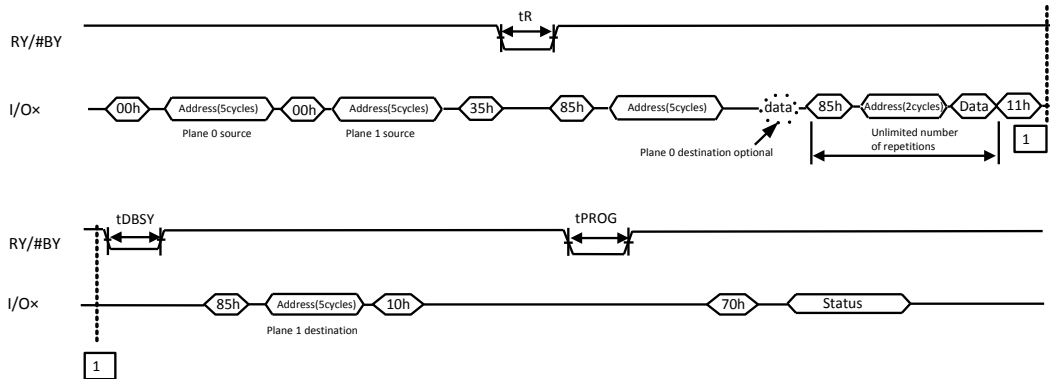 tR
RY/#BY
I/O×
00h Address(5cycles) 00h Address(5cycles) 35h 85h Address(5cycles) data 85h Address(2cycles) Data 11h
Plane 0 source Plane 1 source Plane 0 destination optional Unlimited number
of repetitions
1
tDBSY tPROG
RY/#BY
I/O×
85h Address(5cycles) 10h 70h Status
Plane 1 destination
1